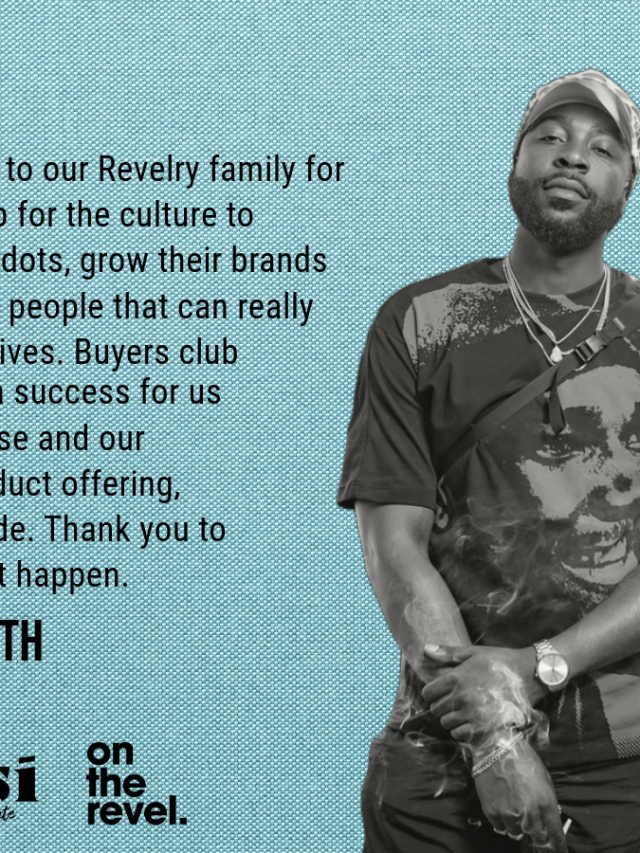 to our Revelry family for
for the culture to
dots, grow their brands
people that can really
ives. Buyers club
success for us
se and our
duct offering,
de. Thank you to
t happen.
TH
sí
on
the
revel.